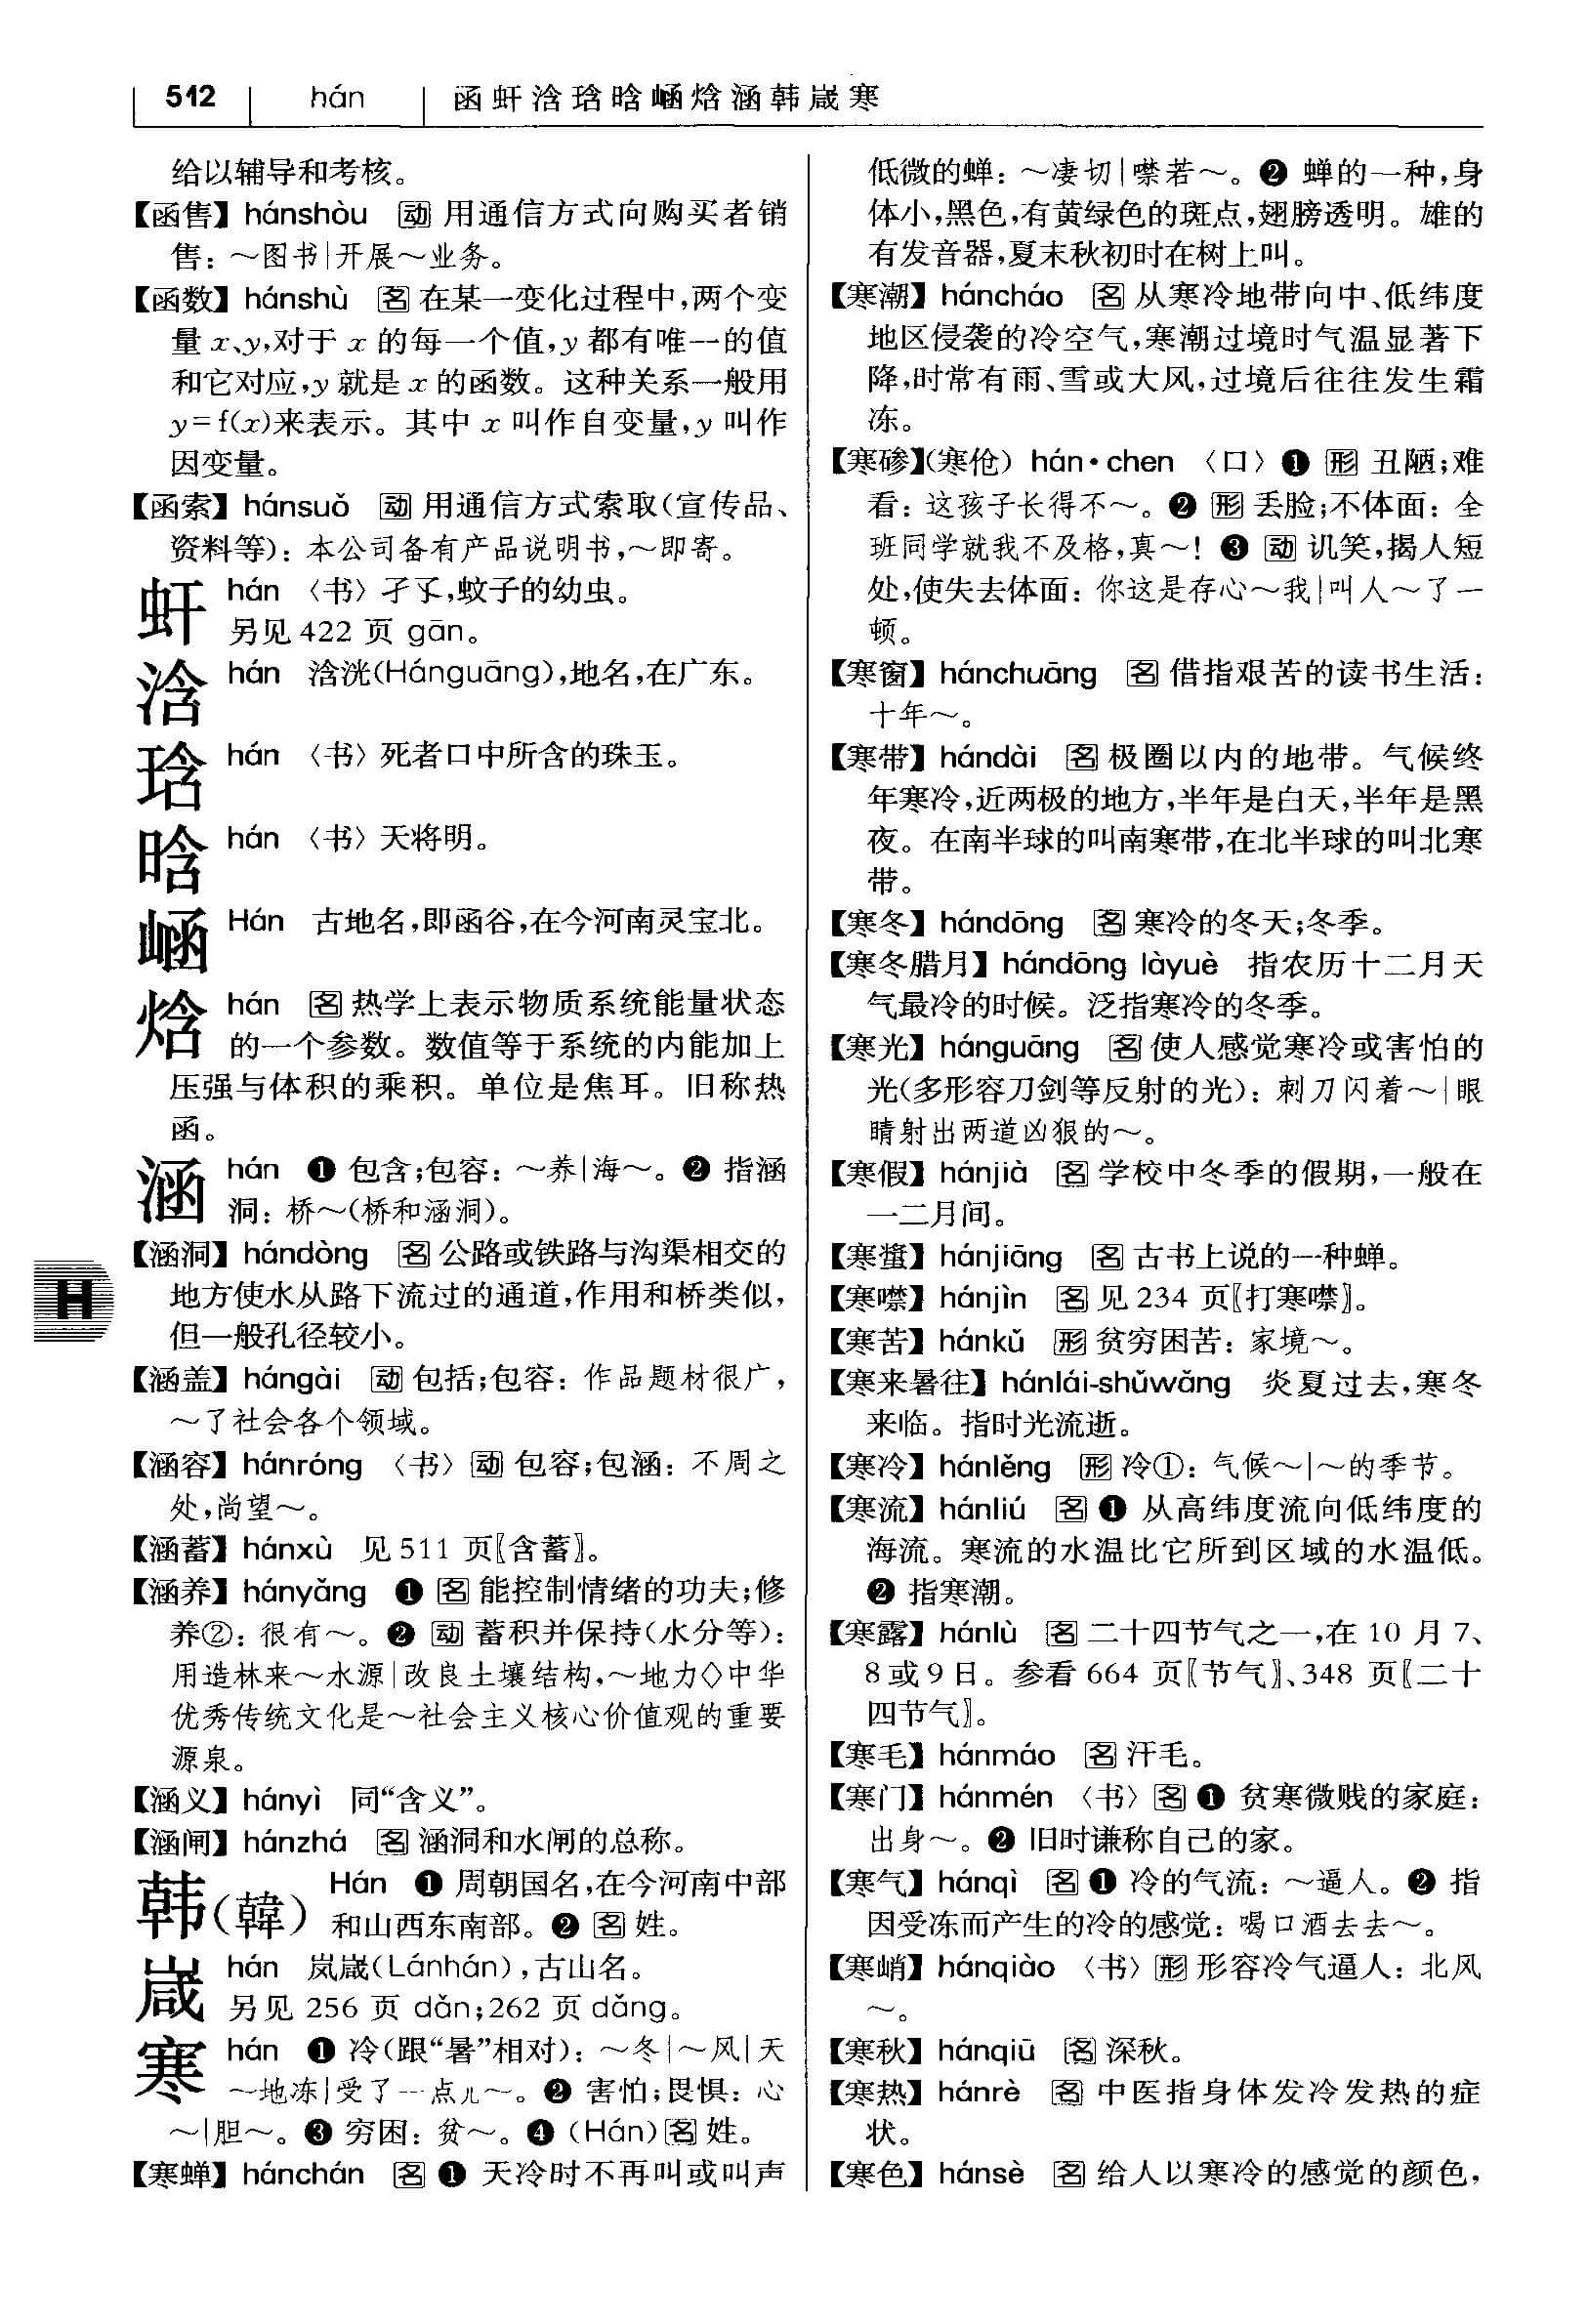 512 hán 函虷浛琀晗崡焓涵韩㟏寒
给以辅导和考核。
【函售】 hánshòu 动 用通信方式向购买者销
售：～图书|开展～业务。
【函数】 hánshù 名 在某一变化过程中,两个变
量 x、y,对于 x 的每一个值,y 都有唯一的值
和它对应,y 就是 x 的函数。这种关系一般用
y=f(x)来表示。其中 x 叫作自变量,y 叫作
因变量。
【函索】 hánsuǒ 动 用通信方式索取(宣传品、
资料等)：本公司备有产品说明书,～即寄。
虷 hán 〈书〉孑孓,蚊子的幼虫。
另见 422 页 gān。
浛 hán 浛洸(Hánguāng),地名,在广东。
琀 hán 〈书〉死者口中所含的珠玉。
晗 hán 〈书〉天将明。
崡 Hán 古地名,即函谷,在今河南灵宝北。
焓 hán 名 热学上表示物质系统能量状态
的一个参数。数值等于系统的内能加上
压强与体积的乘积。单位是焦耳。旧称热
函。
涵 hán ❶ 包含;包容：～养|海～。❷ 指涵
洞：桥～(桥和涵洞)。
【涵洞】 hándòng 名 公路或铁路与沟渠相交的
地方使水从路下流过的通道,作用和桥类似,
但一般孔径较小。
H
【涵盖】 hángài 动 包括;包容：作品题材很广,
～了社会各个领域。
【涵容】 hánróng 〈书〉 动 包容;包涵：不周之
处,尚望～。
【涵蓄】 hánxù 见 511 页〖含蓄〗。
【涵养】 hányǎng ❶ 名 能控制情绪的功夫;修
养②：很有～。❷ 动 蓄积并保持(水分等)：
用造林来～水源|改良土壤结构,～地力◇中华
优秀传统文化是～社会主义核心价值观的重要
源泉。
【涵义】 hányì 同“含义”。
【涵闸】 hánzhá 名 涵洞和水闸的总称。
韩(韓) Hán ❶ 周朝国名,在今河南中部
和山西东南部。❷ 名 姓。
㟏 hán 岚㟏(Lánhán),古山名。
另见 256 页 dǎn;262 页 dǎng。
寒 hán ❶ 冷(跟“暑”相对)：～冬|～风|天
～地冻|受了一点儿～。❷ 害怕;畏惧：心
～|胆～。❸ 穷困：贫～。❹ (Hán) 名 姓。
【寒蝉】 hánchán 名 ❶ 天冷时不再叫或叫声
低微的蝉：～凄切|噤若～。❷ 蝉的一种,身
体小,黑色,有黄绿色的斑点,翅膀透明。雄的
有发音器,夏末秋初时在树上叫。
【寒潮】 háncháo 名 从寒冷地带向中、低纬度
地区侵袭的冷空气,寒潮过境时气温显著下
降,时常有雨、雪或大风,过境后往往发生霜
冻。
【寒碜】(寒伧) hán•chen 〈口〉❶ 形 丑陋;难
看：这孩子长得不～。❷ 形 丢脸;不体面：全
班同学就我不及格,真～! ❸ 动 讥笑,揭人短
处,使失去体面：你这是存心～我|叫人～了一
顿。
【寒窗】 hánchuāng 名 借指艰苦的读书生活：
十年～。
【寒带】 hándài 名 极圈以内的地带。气候终
年寒冷,近两极的地方,半年是白天,半年是黑
夜。在南半球的叫南寒带,在北半球的叫北寒
带。
【寒冬】 hándōng 名 寒冷的冬天;冬季。
【寒冬腊月】 hándōng làyuè 指农历十二月天
气最冷的时候。泛指寒冷的冬季。
【寒光】 hánguāng 名 使人感觉寒冷或害怕的
光(多形容刀剑等反射的光)：刺刀闪着～|眼
睛射出两道凶狠的～。
【寒假】 hánjià 名 学校中冬季的假期,一般在
一二月间。
【寒螀】 hánjiāng 名 古书上说的一种蝉。
【寒噤】 hánjìn 名 见 234 页〖打寒噤〗。
【寒苦】 hánkǔ 形 贫穷困苦：家境～。
【寒来暑往】 hánlái-shǔwǎng 炎夏过去,寒冬
来临。指时光流逝。
【寒冷】 hánlěng 形 冷①：气候～|～的季节。
【寒流】 hánliú 名 ❶ 从高纬度流向低纬度的
海流。寒流的水温比它所到区域的水温低。
❷ 指寒潮。
【寒露】 hánlù 名 二十四节气之一,在 10 月 7、
8 或 9 日。参看 664 页〖节气〗、348 页〖二十
四节气〗。
【寒毛】 hánmáo 名 汗毛。
【寒门】 hánmén 〈书〉 名 ❶ 贫寒微贱的家庭：
出身～。❷ 旧时谦称自己的家。
【寒气】 hánqì 名 ❶ 冷的气流：～逼人。❷ 指
因受冻而产生的冷的感觉：喝口酒去去～。
【寒峭】 hánqiào 〈书〉 形 形容冷气逼人：北风
～。
【寒秋】 hánqiū 名 深秋。
【寒热】 hánrè 名 中医指身体发冷发热的症
状。
【寒色】 hánsè 名 给人以寒冷的感觉的颜色,